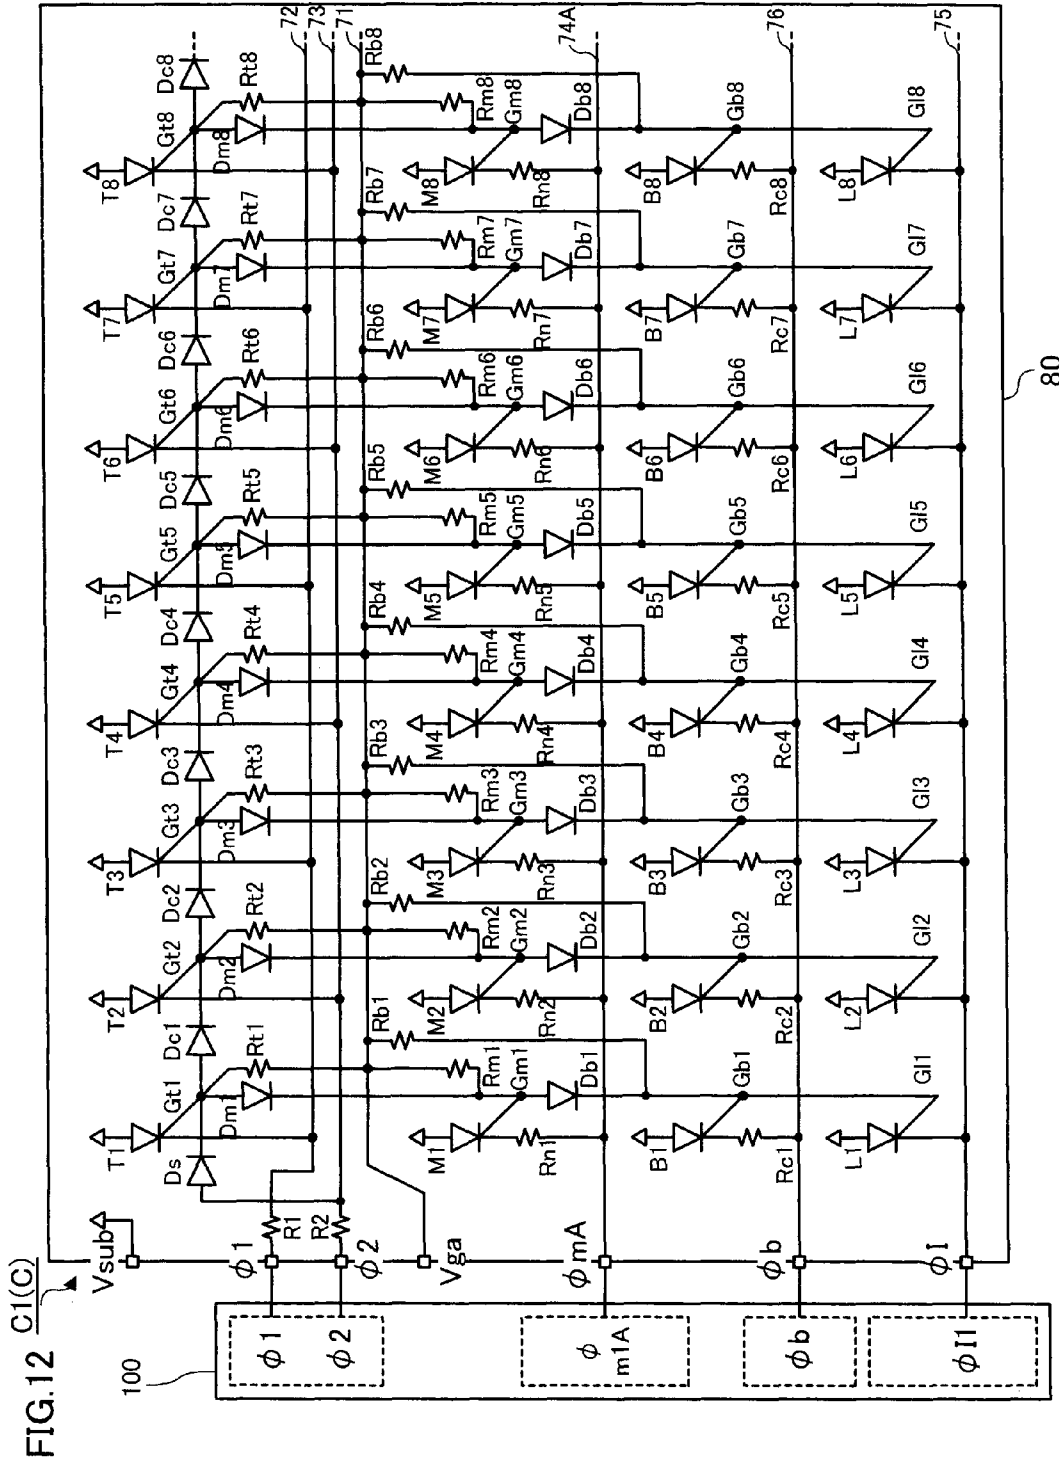 FIG.12 C1(C)
100
80
Vsub
ϕ1
ϕ2
Vga
ϕmA
ϕb
ϕI
ϕ1
ϕ2
ϕ
m1A
ϕb
ϕI1
R1
R2
72
73
71
74A
76
75
T1 T2 T3 T4 T5 T6 T7 T8
Ds Dc1 Dc2 Dc3 Dc4 Dc5 Dc6 Dc7 Dc8
Gt1 Gt2 Gt3 Gt4 Gt5 Gt6 Gt7 Gt8
Dm1 Dm2 Dm3 Dm4 Dm5 Dm6 Dm7 Dm8
Rt1 Rt2 Rt3 Rt4 Rt5 Rt6 Rt7 Rt8
Rb1 Rb2 Rb3 Rb4 Rb5 Rb6 Rb7 Rb8
M1 M2 M3 M4 M5 M6 M7 M8
Rm1 Rm2 Rm3 Rm4 Rm5 Rm6 Rm7 Rm8
Gm1 Gm2 Gm3 Gm4 Gm5 Gm6 Gm7 Gm8
Rn1 Rn2 Rn3 Rn4 Rn5 Rn6 Rn7 Rn8
Db1 Db2 Db3 Db4 Db5 Db6 Db7 Db8
B1 B2 B3 B4 B5 B6 B7 B8
Gb1 Gb2 Gb3 Gb4 Gb5 Gb6 Gb7 Gb8
Rc1 Rc2 Rc3 Rc4 Rc5 Rc6 Rc7 Rc8
L1 L2 L3 L4 L5 L6 L7 L8
Gl1 Gl2 Gl3 Gl4 Gl5 Gl6 Gl7 Gl8